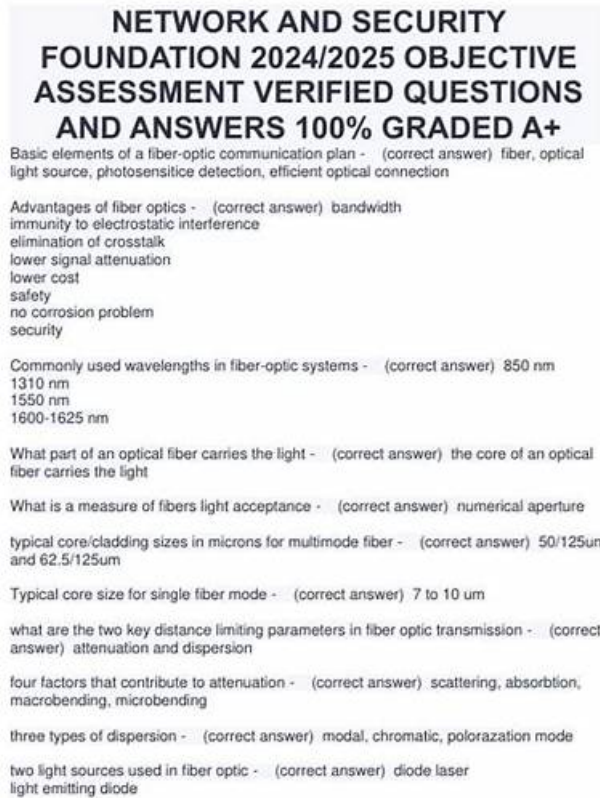 NETWORK AND SECURITY
FOUNDATION 2024/2025 OBJECTIVE
ASSESSMENT VERIFIED QUESTIONS
AND ANSWERS 100% GRADED A+
Basic elements of a fiber-optic communication plan - (correct answer) fiber, optical
light source, photosensitice detection, efficient optical connection
Advantages of fiber optics - (correct answer) bandwidth
immunity to electrostatic interference
elimination of crosstalk
lower signal attenuation
lower cost
safety
no corrosion problem
security
Commonly used wavelengths in fiber-optic systems - (correct answer) 850 nm
1310 nm
1550 nm
1600-1625 nm
What part of an optical fiber carries the light - (correct answer) the core of an optical
fiber carries the light
What is a measure of fibers light acceptance - (correct answer) numerical aperture
typical core/cladding sizes in microns for multimode fiber - (correct answer) 50/125um
and 62.5/125um
Typical core size for single fiber mode - (correct answer) 7 to 10 um
what are the two key distance limiting parameters in fiber optic transmission - (correct
answer) attenuation and dispersion
four factors that contribute to attenuation - (correct answer) scattering, absorbtion,
macrobending, microbending
three types of dispersion - (correct answer) modal, chromatic, polorazation mode
two light sources used in fiber optic - (correct answer) diode laser
light emitting diode